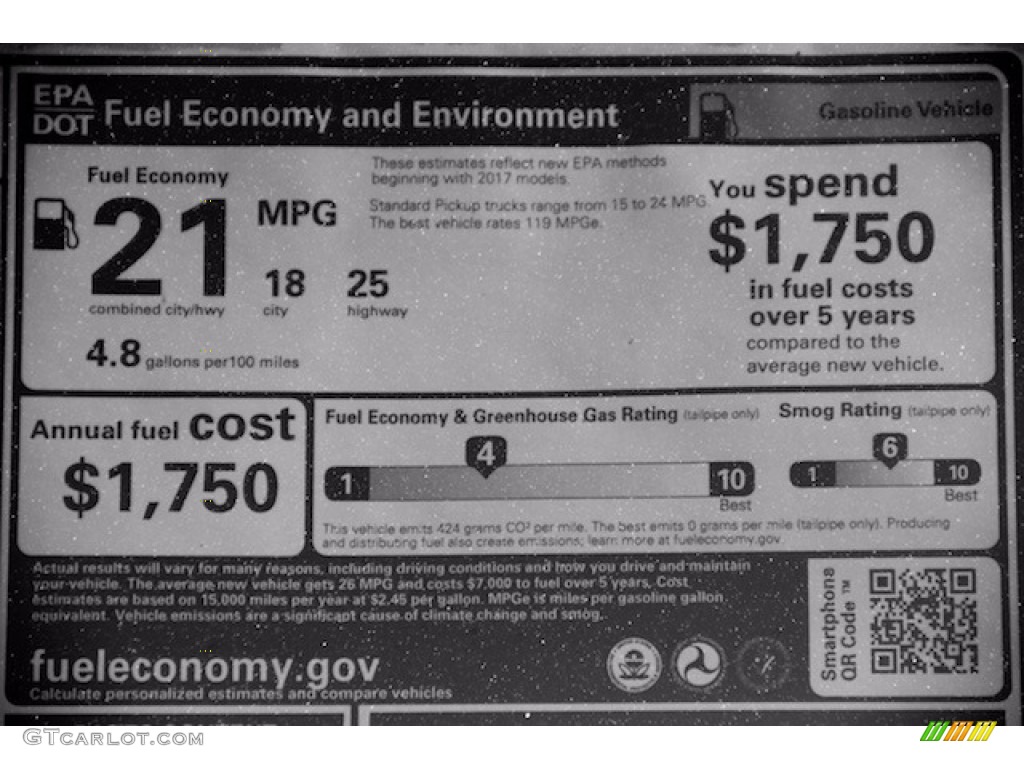 EPA
DOT
Fuel Economy and Environment
Gasoline Vehicle
Fuel Economy
21 MPG
combined city/hwy
18
city
25
highway
4.8 gallons per100 miles
These estimates reflect new EPA methods
beginning with 2017 models.
Standard Pickup trucks range from 15 to 24 MPG.
The best vehicle rates 119 MPGe.
You spend
$1,750
in fuel costs
over 5 years
compared to the
average new vehicle.
Annual fuel cost
$1,750
Fuel Economy & Greenhouse Gas Rating (tailpipe only)
4
1
10
Best
Smog Rating (tailpipe only)
6
1
10
Best
This vehicle emits 424 grams CO² per mile. The best emits 0 grams per mile (tailpipe only). Producing
and distributing fuel also create emissions; learn more at fueleconomy.gov
Actual results will vary for many reasons, including driving conditions and how you drive and maintain
your vehicle. The average new vehicle gets 26 MPG and costs $7,000 to fuel over 5 years. Cost
estimates are based on 15,000 miles per year at $2.45 per gallon. MPGe is miles per gasoline gallon
equivalent. Vehicle emissions are a significant cause of climate change and smog.
fueleconomy.gov
Calculate personalized estimates and compare vehicles
Smartphone
QR Code ™
GTcarlot.com